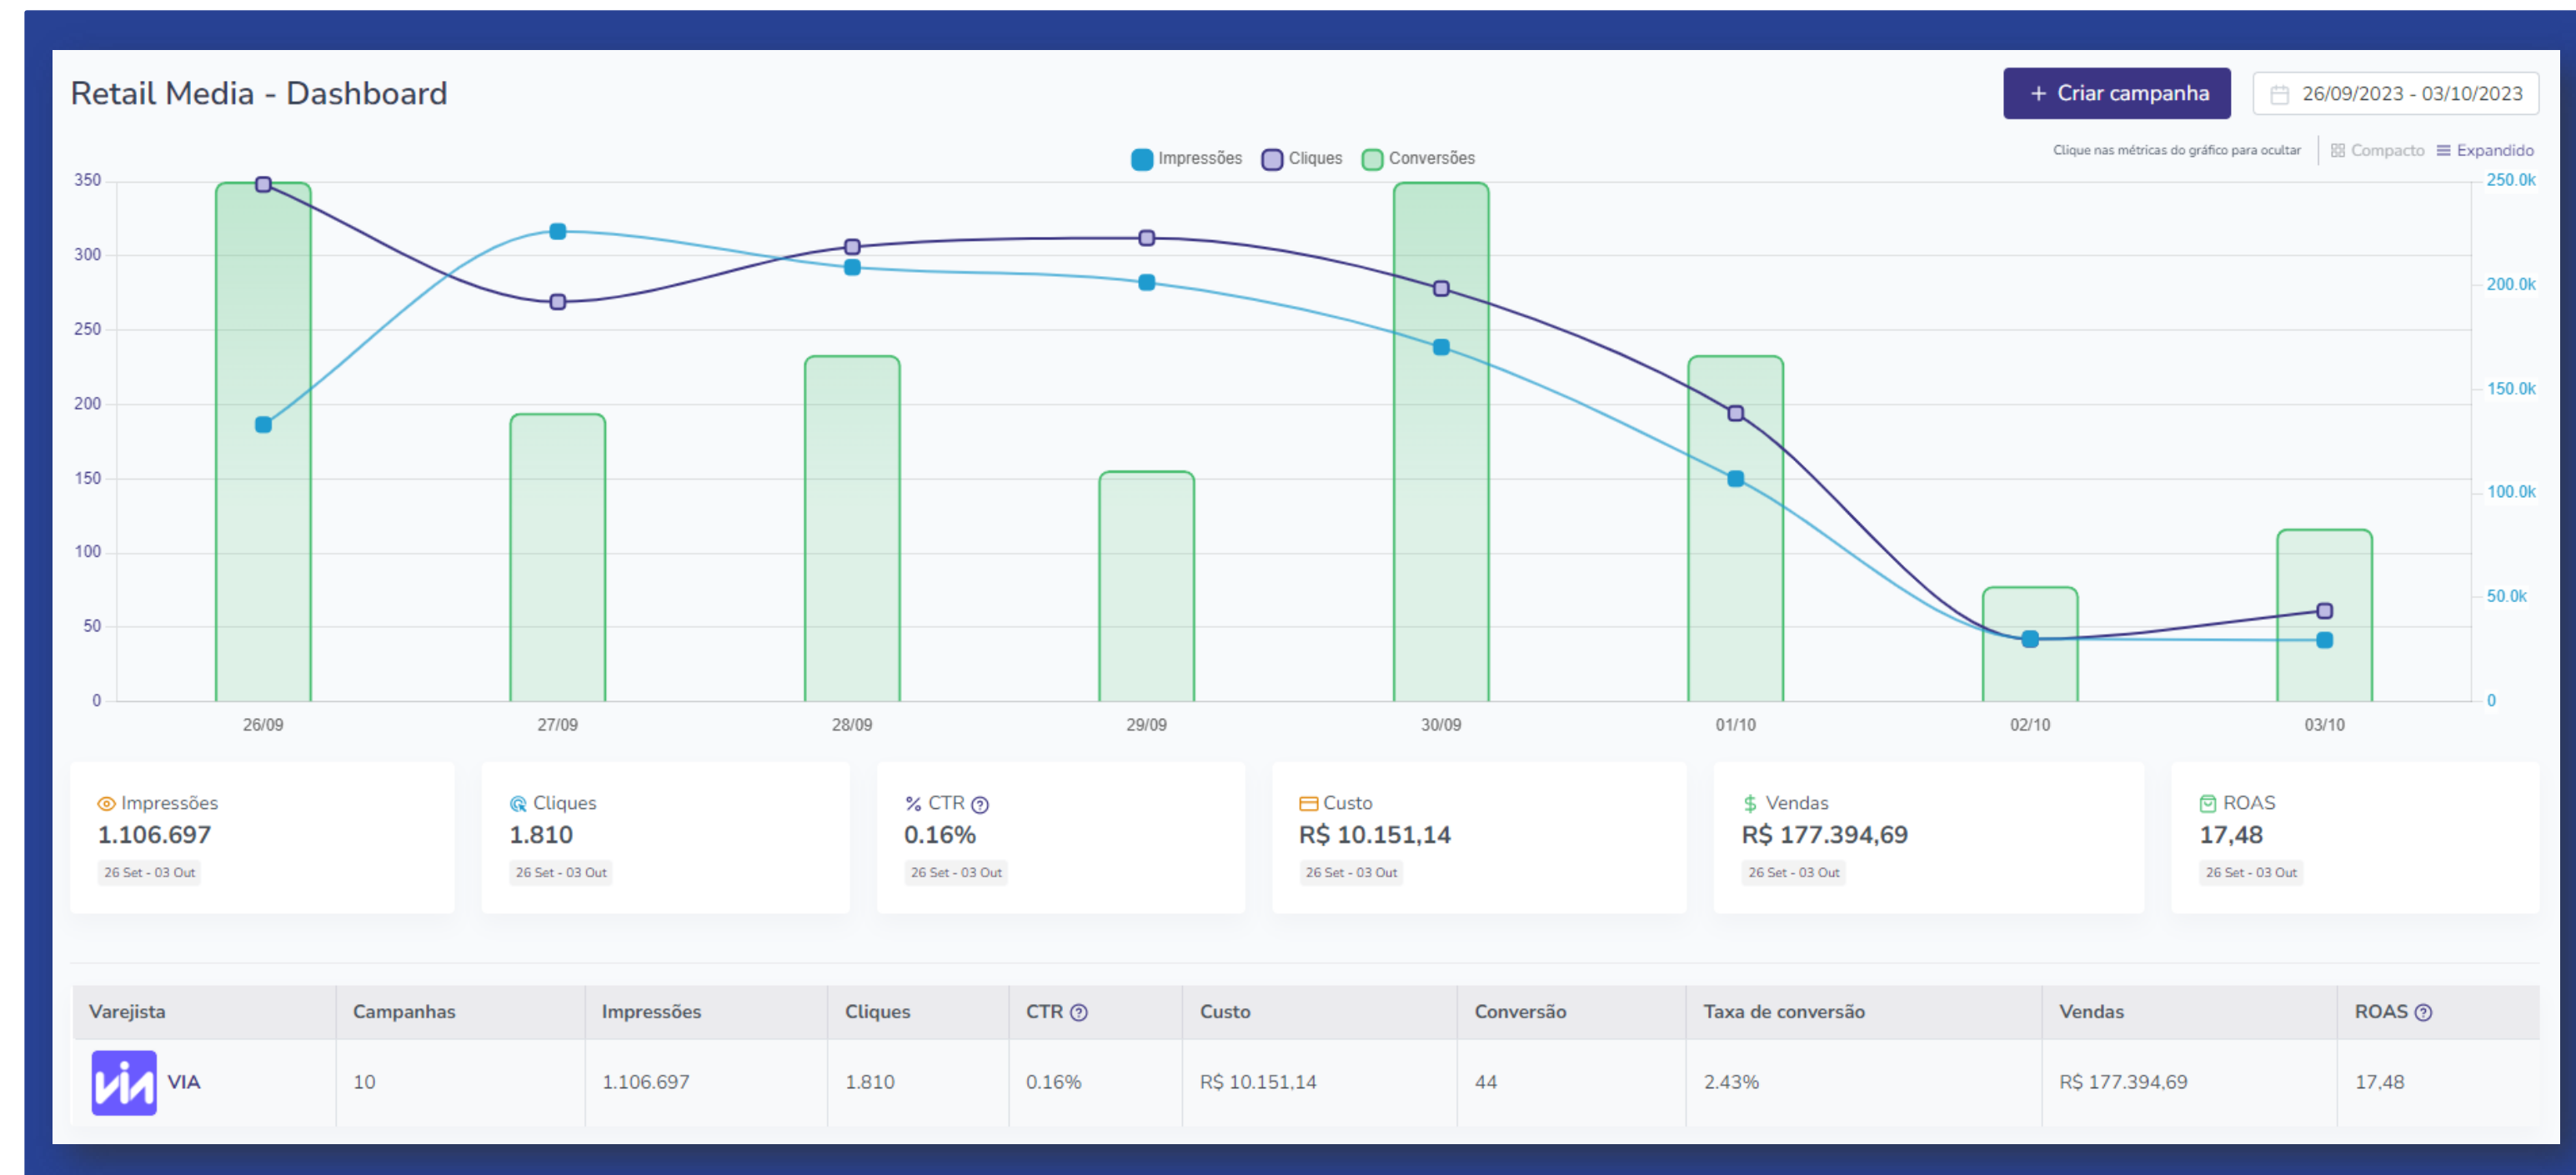 Retail Media - Dashboard
+ Criar campanha
26/09/2023 - 03/10/2023
Impressões Cliques Conversões
Clique nas métricas do gráfico para ocultar
Compacto Expandido
350
300
250
200
150
100
50
0
250.0k
200.0k
150.0k
100.0k
50.0k
0
26/09 27/09 28/09 29/09 30/09 01/10 02/10 03/10
Impressões
1.106.697
26 Set - 03 Out
Cliques
1.810
26 Set - 03 Out
% CTR ?
0.16%
26 Set - 03 Out
Custo
R$ 10.151,14
26 Set - 03 Out
$ Vendas
R$ 177.394,69
26 Set - 03 Out
ROAS
17,48
26 Set - 03 Out
Varejista Campanhas Impressões Cliques CTR ? Custo Conversão Taxa de conversão Vendas ROAS ?
via VIA 10 1.106.697 1.810 0.16% R$ 10.151,14 44 2.43% R$ 177.394,69 17,48